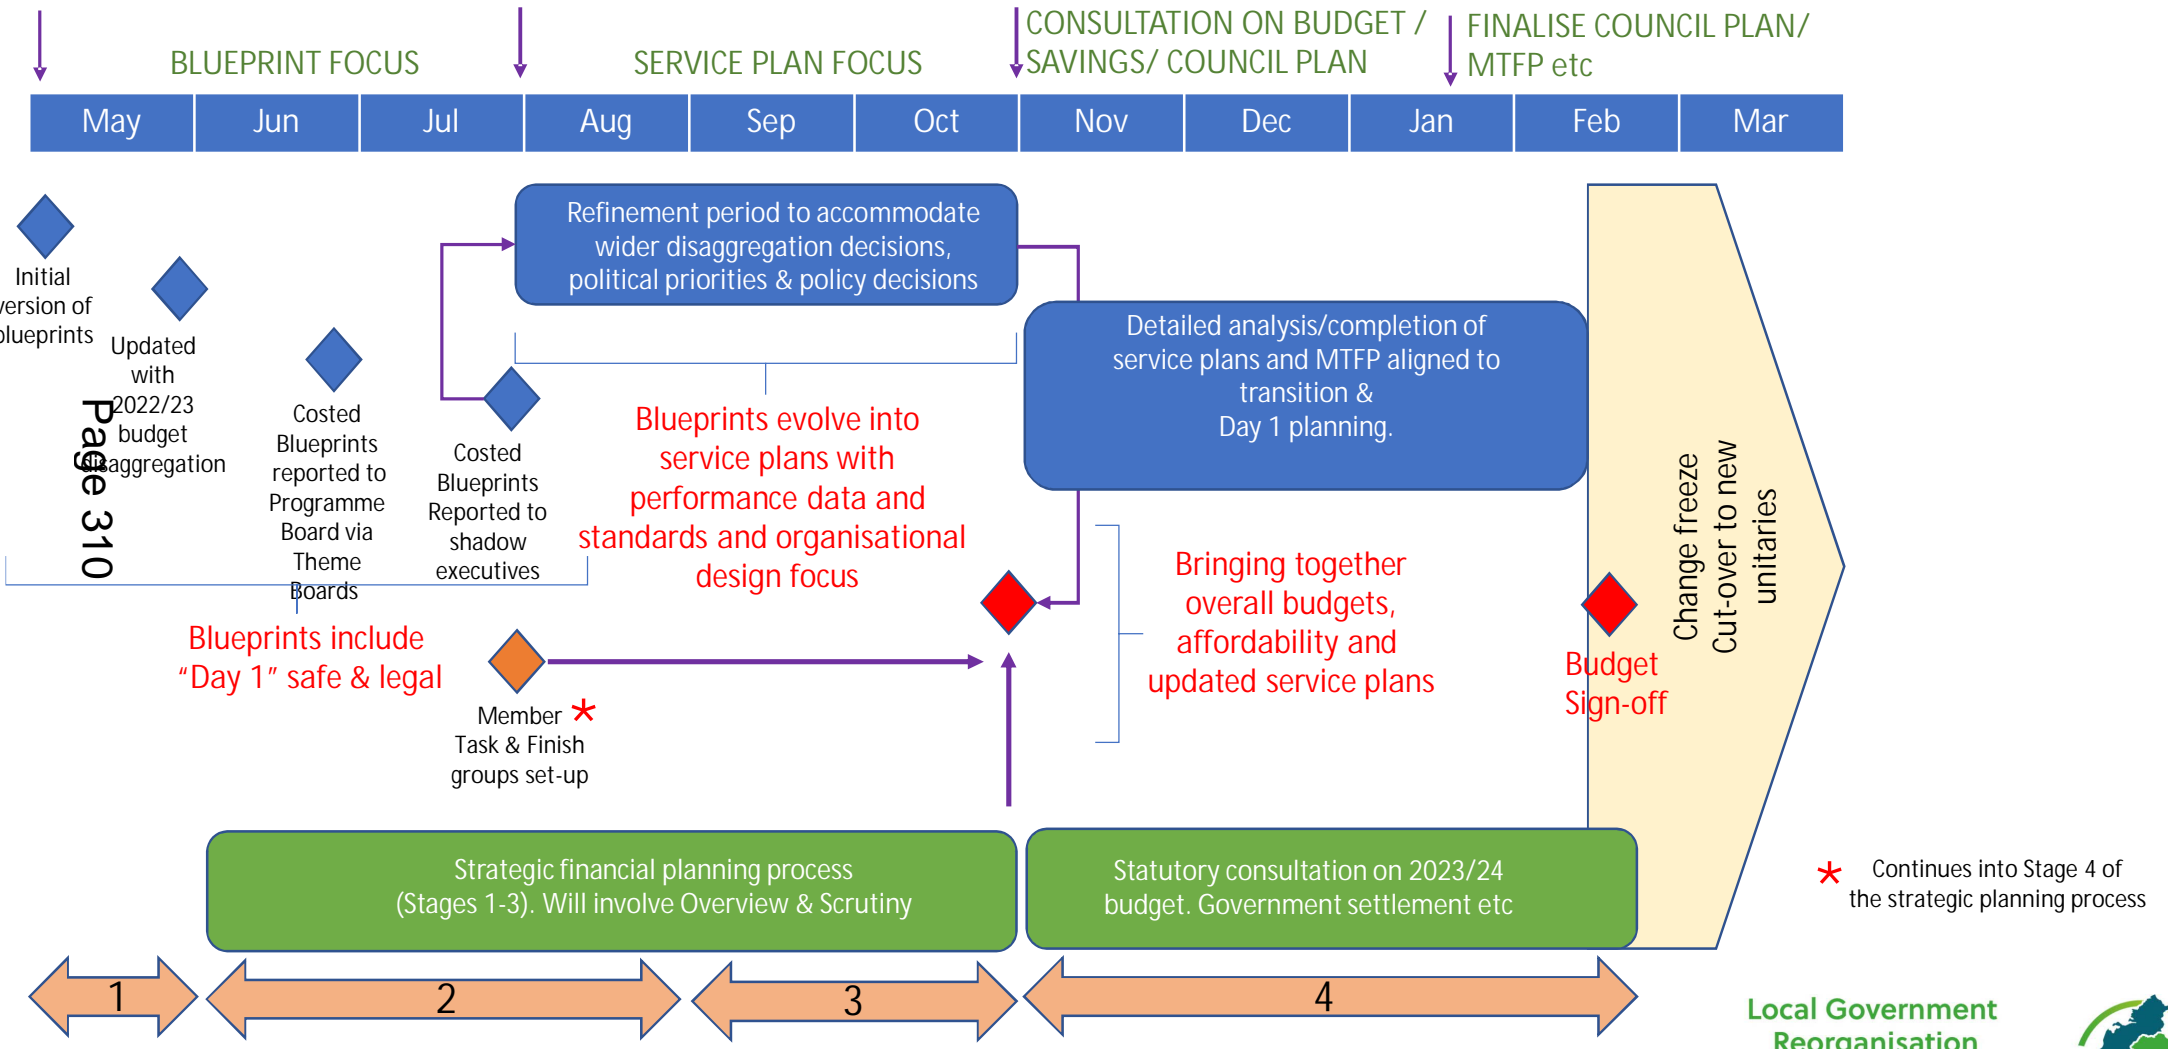 BLUEPRINT FOCUS
SERVICE PLAN FOCUS
CONSULTATION ON BUDGET /
SAVINGS/ COUNCIL PLAN
FINALISE COUNCIL PLAN/
MTFP etc
May
Jun
Jul
Aug
Sep
Oct
Nov
Dec
Jan
Feb
Mar
Initial
version of
blueprints
Updated
with
2022/23
budget
disaggregation
Page 310
Costed
Blueprints
reported to
Programme
Board via
Theme
Boards
Costed
Blueprints
Reported to
shadow
executives
Refinement period to accommodate
wider disaggregation decisions,
political priorities & policy decisions
Detailed analysis/completion of
service plans and MTFP aligned to
transition &
Day 1 planning.
Blueprints evolve into
service plans with
performance data and
standards and organisational
design focus
Blueprints include
“Day 1” safe & legal
Bringing together
overall budgets,
affordability and
updated service plans
Member *
Task & Finish
groups set-up
Budget
Sign-off
Change freeze
Cut-over to new
unitaries
Strategic financial planning process
(Stages 1-3). Will involve Overview & Scrutiny
Statutory consultation on 2023/24
budget. Government settlement etc
* Continues into Stage 4 of
the strategic planning process
1
2
3
4
Local Government
Reorganisation